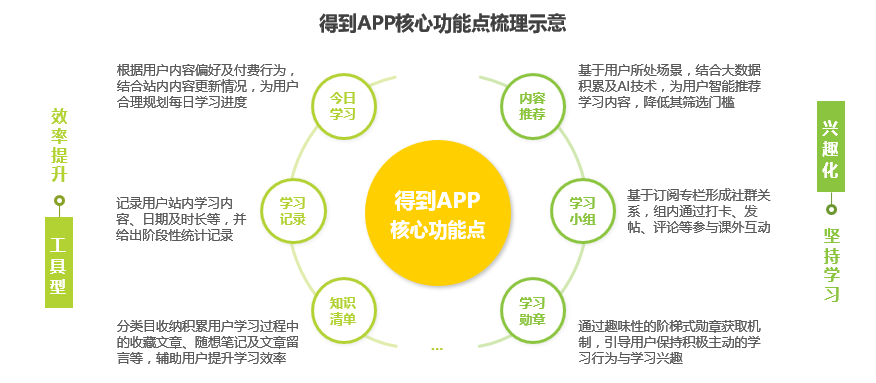 得到APP核心功能点梳理示意
效率提升
工具型
根据用户内容偏好及付费行为，
结合站内内容更新情况，为用户
合理规划每日学习进度
今日
学习
记录用户站内学习内
容、日期及时长等，并
给出阶段性统计记录
学习
记录
分类目收纳积累用户学习过程中
的收藏文章、随想笔记及文章留
言等，辅助用户提升学习效率
知识
清单
得到APP
核心功能点
...
内容
推荐
基于用户所处场景，结合大数据
积累及AI技术，为用户智能推荐
学习内容，降低其筛选门槛
学习
小组
基于订阅专栏形成社群关
系，组内通过打卡、发
帖、评论等参与课外互动
学习
勋章
通过趣味性的阶梯式勋章获取机
制，引导用户保持积极主动的学
习行为与学习兴趣
兴趣化
坚持学习